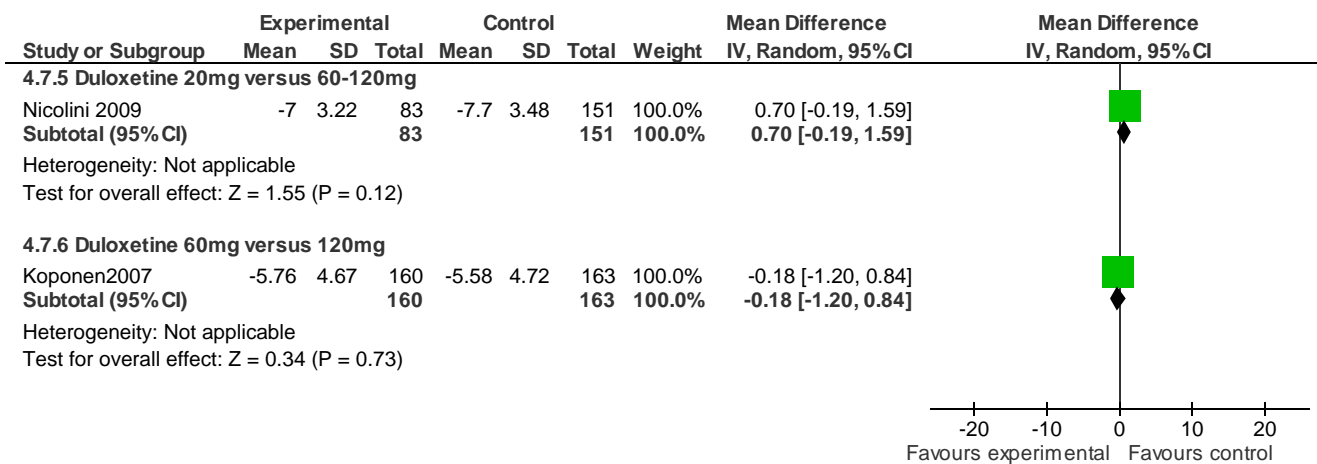 Experimental Control Mean Difference Mean Difference
Study or Subgroup Mean SD Total Mean SD Total Weight IV, Random, 95% CI IV, Random, 95% CI
4.7.5 Duloxetine 20mg versus 60-120mg
Nicolini 2009 -7 3.22 83 -7.7 3.48 151 100.0% 0.70 [-0.19, 1.59]
Subtotal (95% CI) 83 151 100.0% 0.70 [-0.19, 1.59]
Heterogeneity: Not applicable
Test for overall effect: Z = 1.55 (P = 0.12)
4.7.6 Duloxetine 60mg versus 120mg
Koponen2007 -5.76 4.67 160 -5.58 4.72 163 100.0% -0.18 [-1.20, 0.84]
Subtotal (95% CI) 160 163 100.0% -0.18 [-1.20, 0.84]
Heterogeneity: Not applicable
Test for overall effect: Z = 0.34 (P = 0.73)
-20 -10 0 10 20
Favours experimental Favours control